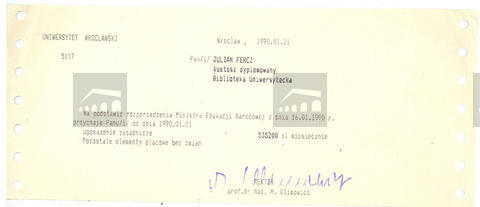 UNIWERSYTET WROCŁAWSKI
Wrocław, 1990.01.21
5117
Pan/i/ JULIAN FERCZ
kustosz dyplomowany
Biblioteka Uniwersytecka
Na podstawie rozporządzenia Ministra Edukacji Narodowej z dnia 16.01.1990 r.
przyznaję Panu/i/ od dnia 1990.01.01
uposażenie zasadnicze 535200 zł miesięcznie
Pozostałe elementy płacowe bez zmian
REKTOR
prof.dr hab. M. Klimowicz